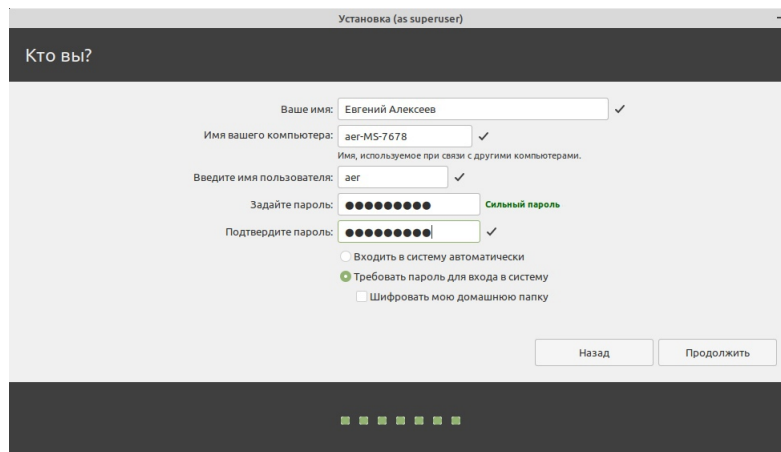 Установка (as superuser)
Кто вы?
Ваше имя: Евгений Алексеев
Имя вашего компьютера: aer-MS-7678
Имя, используемое при связи с другими компьютерами.
Введите имя пользователя: aer
Задайте пароль: ●●●●●●●●● Сильный пароль
Подтвердите пароль: ●●●●●●●●●
Входить в систему автоматически
Требовать пароль для входа в систему
Шифровать мою домашнюю папку
Назад Продолжить